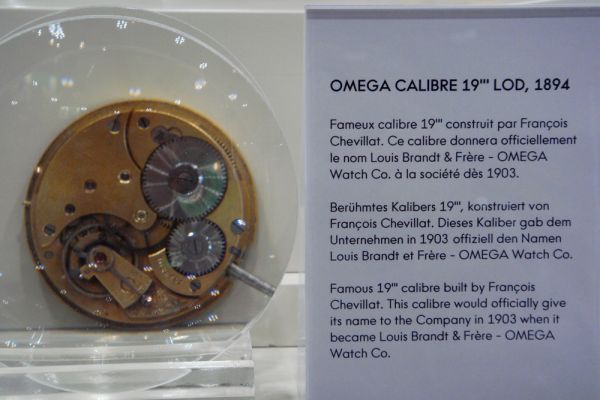 OMEGA CALIBRE 19''' LOD, 1894
Fameux calibre 19''' construit par François
Chevillat. Ce calibre donnera officiellement
le nom Louis Brandt & Frère - OMEGA
Watch Co. à la société dès 1903.
Berühmtes Kalibers 19''', konstruiert von
François Chevillat. Dieses Kaliber gab dem
Unternehmen in 1903 offiziell den Namen
Louis Brandt et Frère - OMEGA Watch Co.
Famous 19''' calibre built by François
Chevillat. This calibre would officially give
its name to the Company in 1903 when it
became Louis Brandt & Frère - OMEGA
Watch Co.